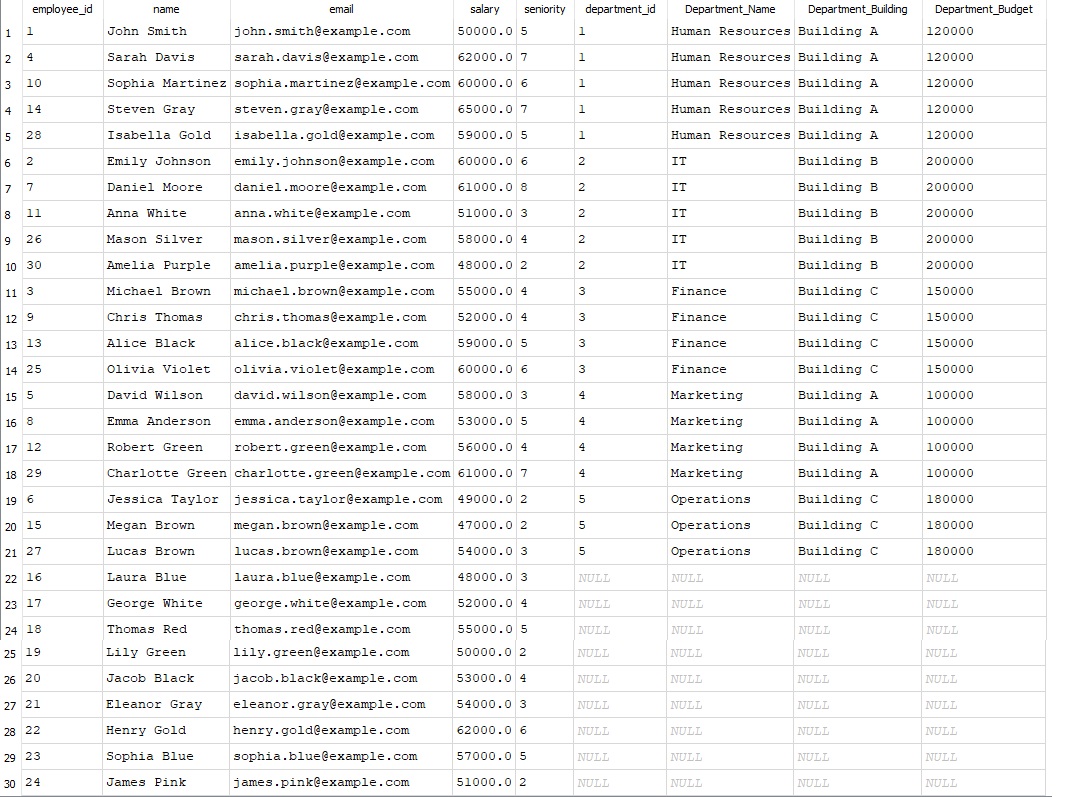 employee_id name email salary seniority department_id Department_Name Department_Building Department_Budget
1 1 John Smith john.smith@example.com 50000.0 5 1 Human Resources Building A 120000
2 4 Sarah Davis sarah.davis@example.com 62000.0 7 1 Human Resources Building A 120000
3 10 Sophia Martinez sophia.martinez@example.com 60000.0 6 1 Human Resources Building A 120000
4 14 Steven Gray steven.gray@example.com 65000.0 7 1 Human Resources Building A 120000
5 28 Isabella Gold isabella.gold@example.com 59000.0 5 1 Human Resources Building A 120000
6 2 Emily Johnson emily.johnson@example.com 60000.0 6 2 IT Building B 200000
7 7 Daniel Moore daniel.moore@example.com 61000.0 8 2 IT Building B 200000
8 11 Anna White anna.white@example.com 51000.0 3 2 IT Building B 200000
9 26 Mason Silver mason.silver@example.com 58000.0 4 2 IT Building B 200000
10 30 Amelia Purple amelia.purple@example.com 48000.0 2 2 IT Building B 200000
11 3 Michael Brown michael.brown@example.com 55000.0 4 3 Finance Building C 150000
12 9 Chris Thomas chris.thomas@example.com 52000.0 4 3 Finance Building C 150000
13 13 Alice Black alice.black@example.com 59000.0 5 3 Finance Building C 150000
14 25 Olivia Violet olivia.violet@example.com 60000.0 6 3 Finance Building C 150000
15 5 David Wilson david.wilson@example.com 58000.0 3 4 Marketing Building A 100000
16 8 Emma Anderson emma.anderson@example.com 53000.0 5 4 Marketing Building A 100000
17 12 Robert Green robert.green@example.com 56000.0 4 4 Marketing Building A 100000
18 29 Charlotte Green charlotte.green@example.com 61000.0 7 4 Marketing Building A 100000
19 6 Jessica Taylor jessica.taylor@example.com 49000.0 2 5 Operations Building C 180000
20 15 Megan Brown megan.brown@example.com 47000.0 2 5 Operations Building C 180000
21 27 Lucas Brown lucas.brown@example.com 54000.0 3 5 Operations Building C 180000
22 16 Laura Blue laura.blue@example.com 48000.0 3 NULL NULL NULL NULL
23 17 George White george.white@example.com 52000.0 4 NULL NULL NULL NULL
24 18 Thomas Red thomas.red@example.com 55000.0 5 NULL NULL NULL NULL
25 19 Lily Green lily.green@example.com 50000.0 2 NULL NULL NULL NULL
26 20 Jacob Black jacob.black@example.com 53000.0 4 NULL NULL NULL NULL
27 21 Eleanor Gray eleanor.gray@example.com 54000.0 3 NULL NULL NULL NULL
28 22 Henry Gold henry.gold@example.com 62000.0 6 NULL NULL NULL NULL
29 23 Sophia Blue sophia.blue@example.com 57000.0 5 NULL NULL NULL NULL
30 24 James Pink james.pink@example.com 51000.0 2 NULL NULL NULL NULL